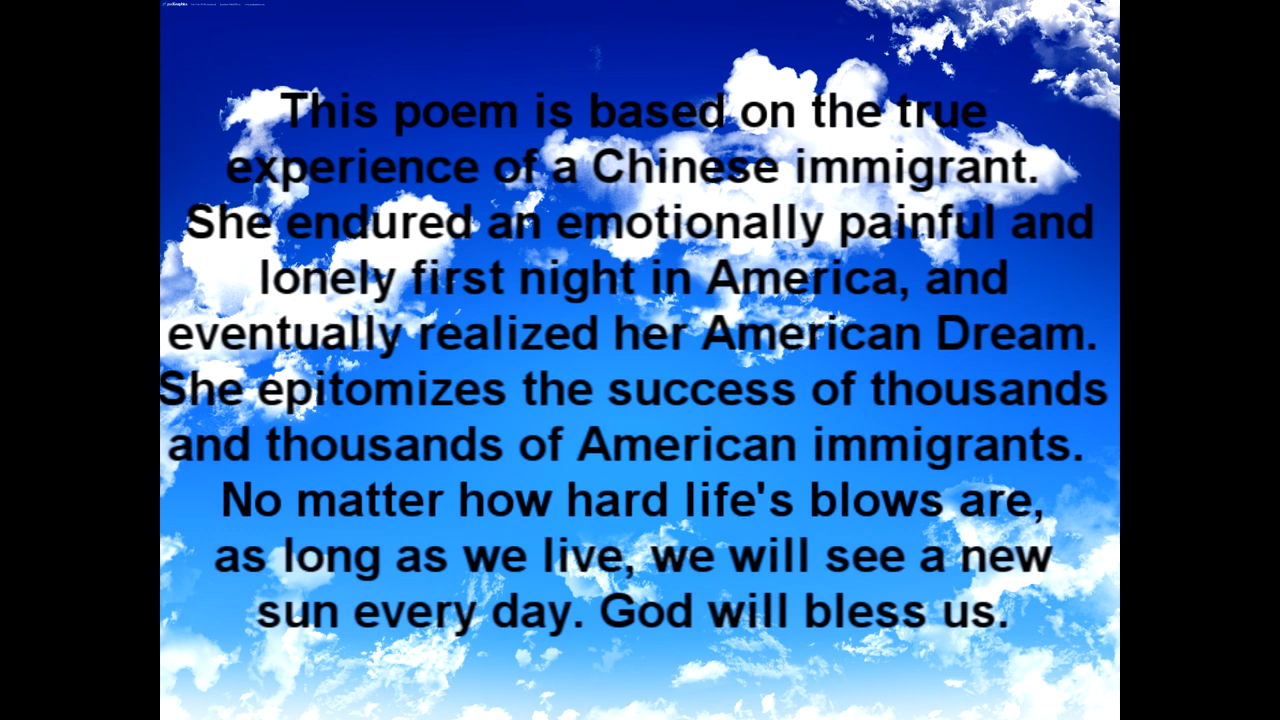 This poem is based on the true
experience of a Chinese immigrant.
She endured an emotionally painful and
lonely first night in America, and
eventually realized her American Dream.
She epitomizes the success of thousands
and thousands of American immigrants.
No matter how hard life's blows are,
as long as we live, we will see a new
sun every day. God will bless us.